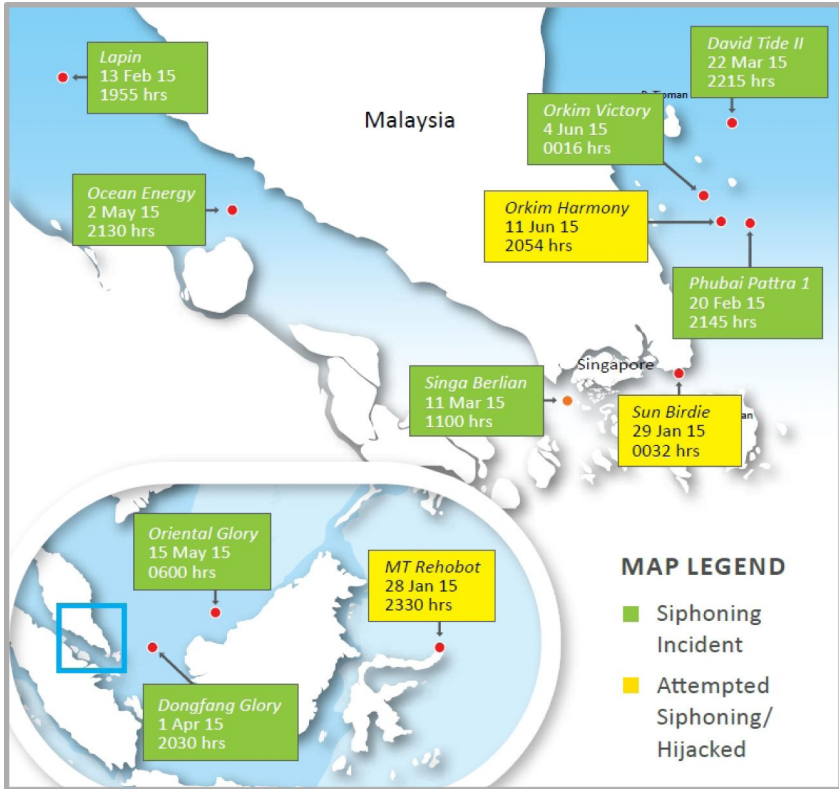 Lapin
13 Feb 15
1955 hrs
Malaysia
David Tide II
22 Mar 15
2215 hrs
Orkim Victory
4 Jun 15
0016 hrs
Ocean Energy
2 May 15
2130 hrs
Orkim Harmony
11 Jun 15
2054 hrs
Phubai Pattra 1
20 Feb 15
2145 hrs
Singapore
Singa Berlian
11 Mar 15
1100 hrs
Sun Birdie
29 Jan 15
0032 hrs
Oriental Glory
15 May 15
0600 hrs
MT Rehobot
28 Jan 15
2330 hrs
Dongfang Glory
1 Apr 15
2030 hrs
MAP LEGEND
Siphoning
Incident
Attempted
Siphoning/
Hijacked